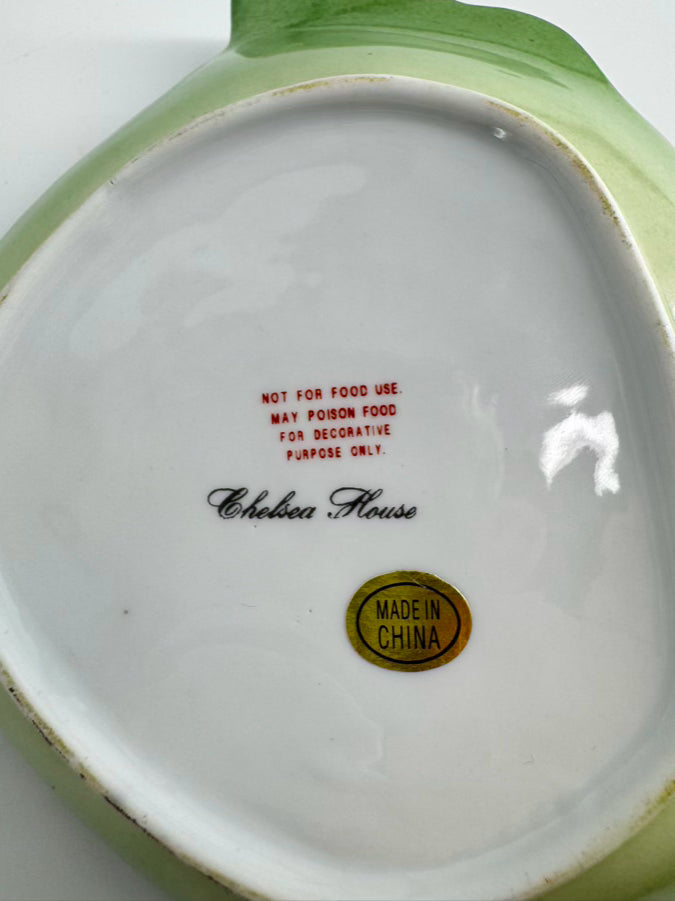 NOT FOR FOOD USE.
MAY POISON FOOD
FOR DECORATIVE
PURPOSE ONLY.
Chelsea House
MADE IN
CHINA